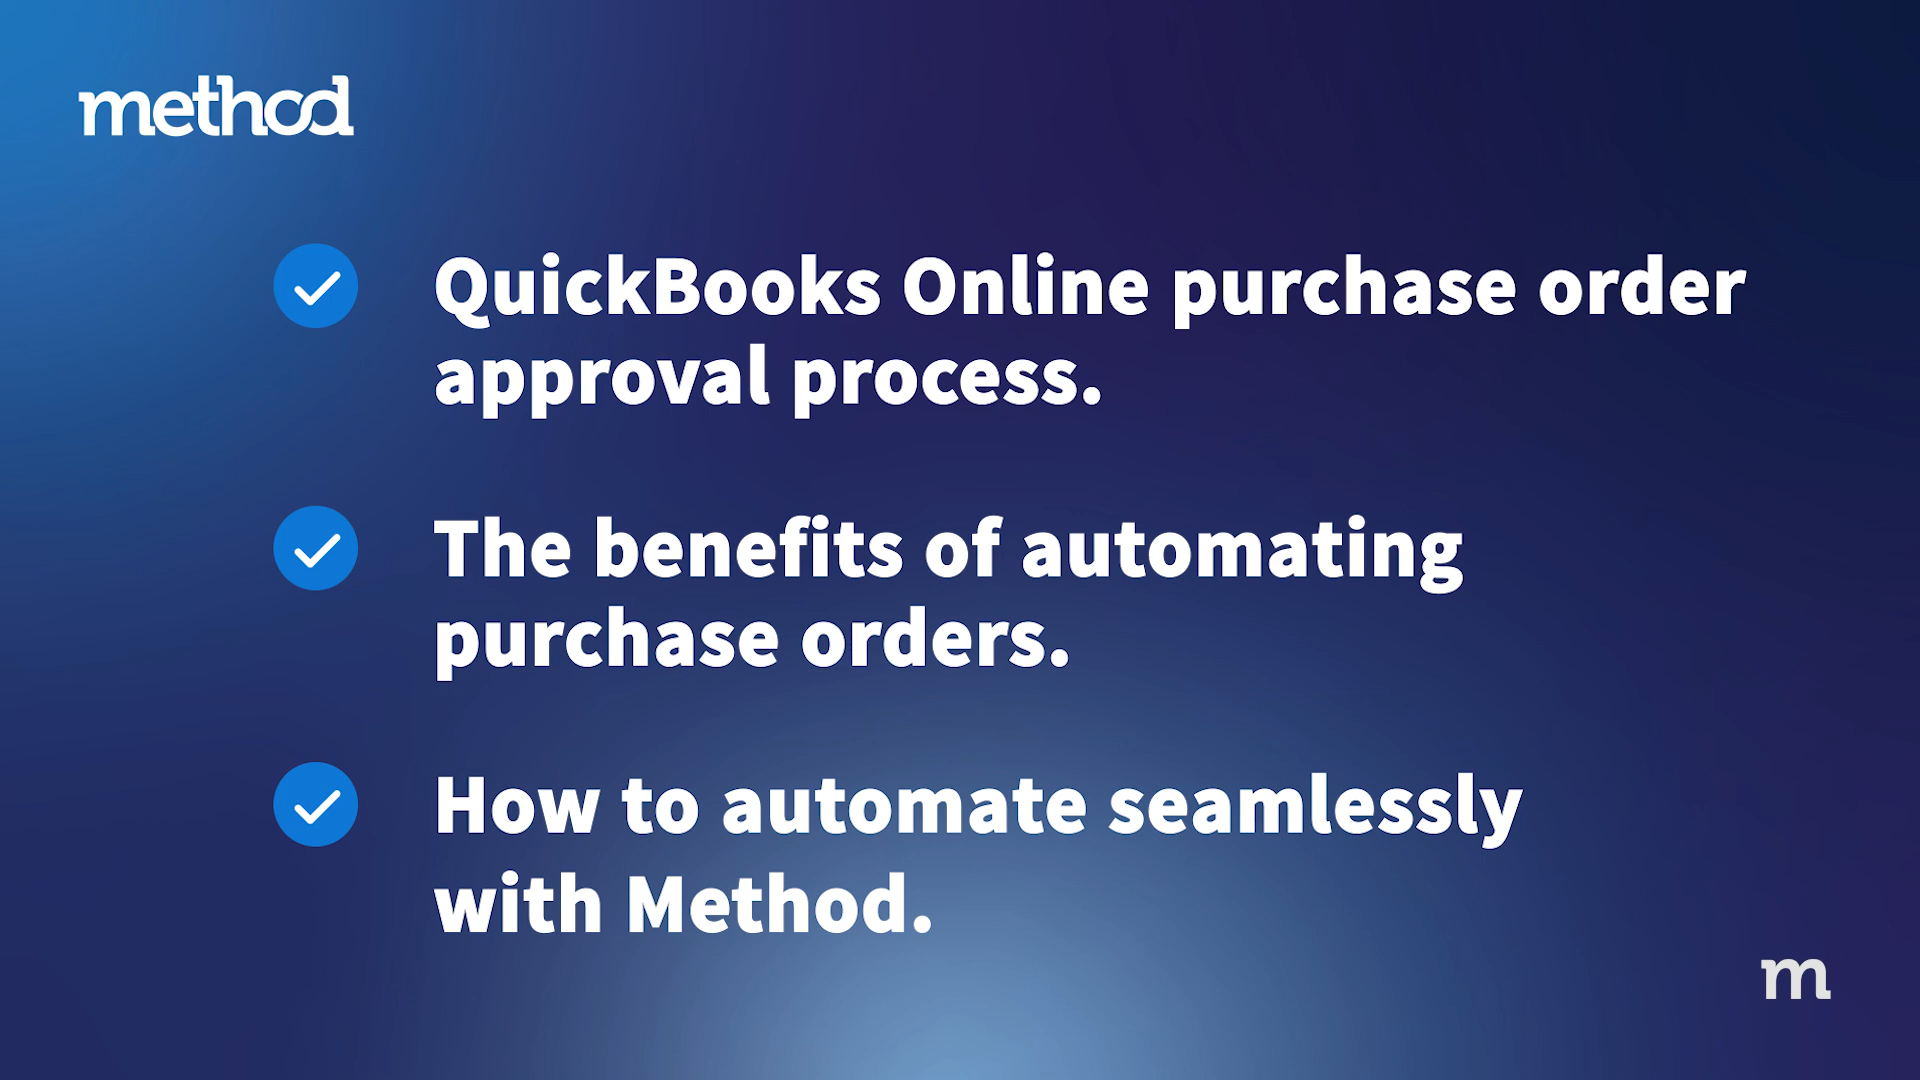 method
QuickBooks Online purchase order
approval process.
The benefits of automating
purchase orders.
How to automate seamlessly
with Method.
m